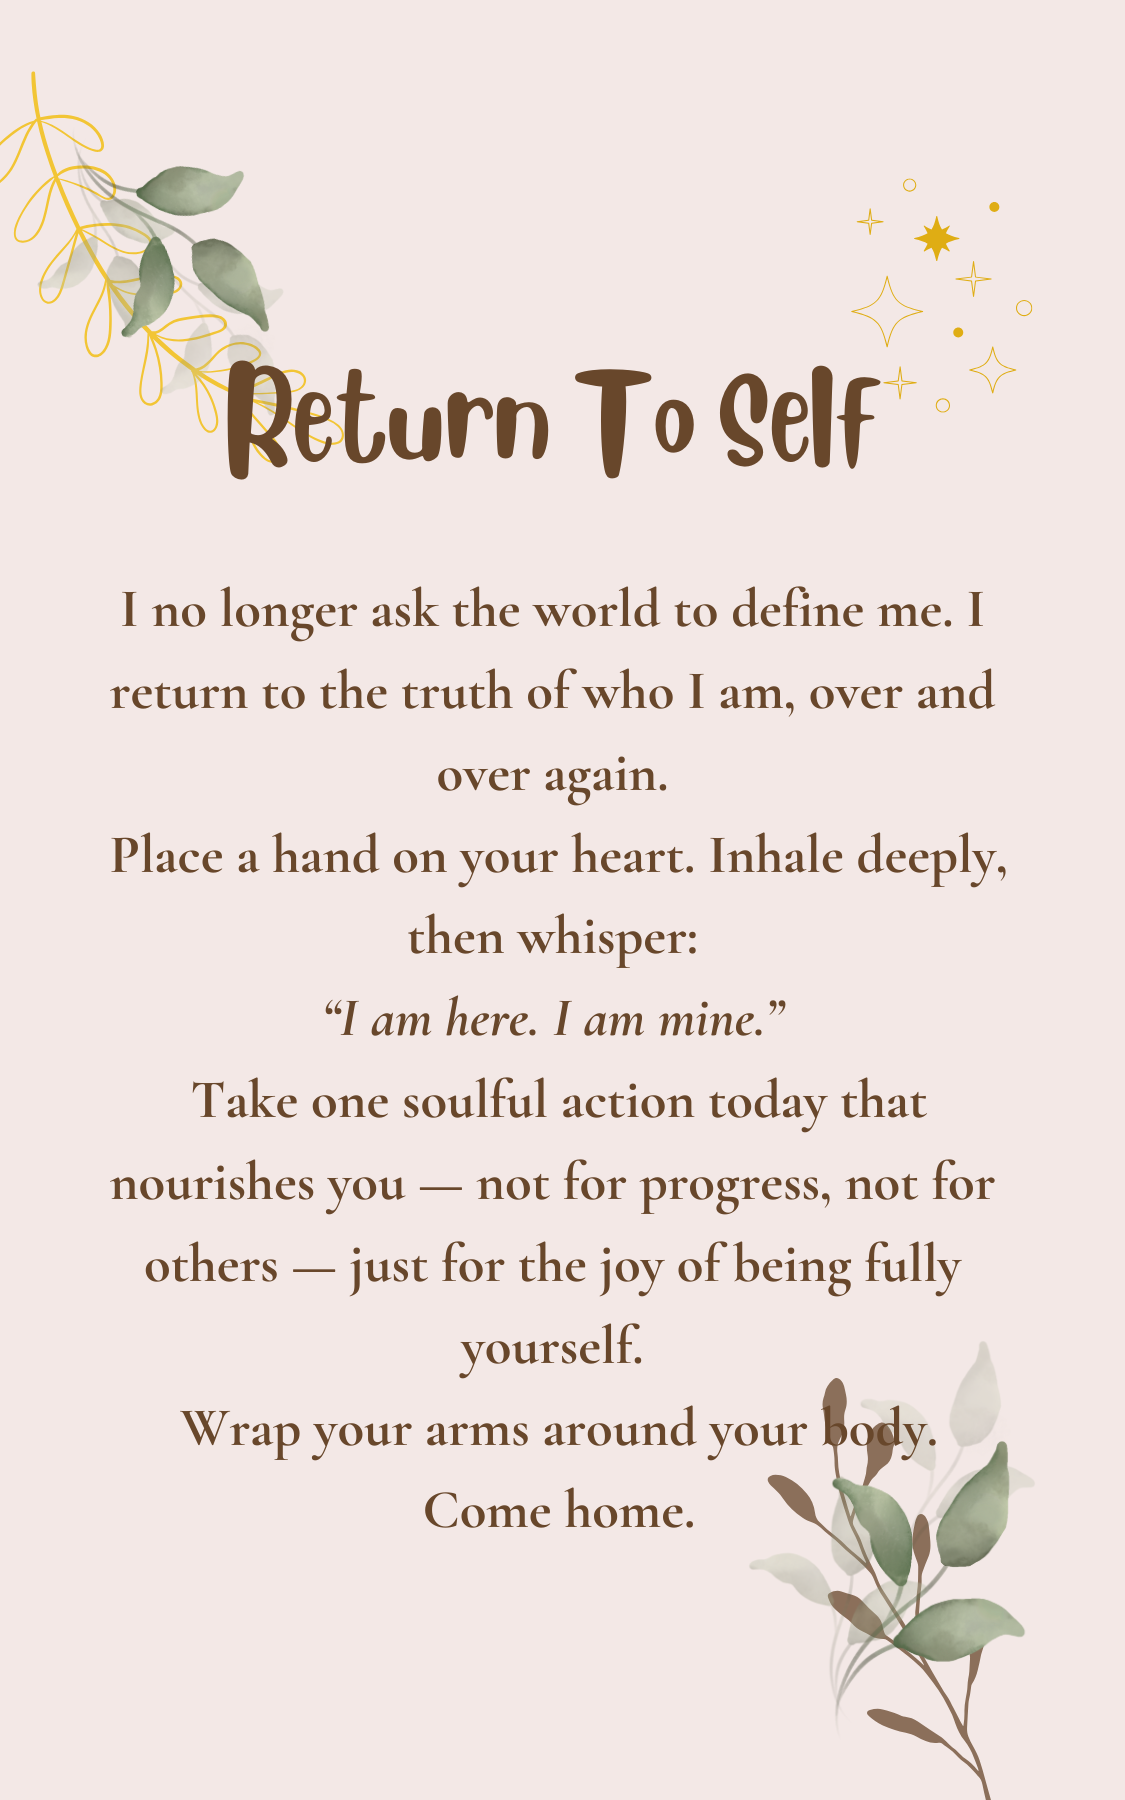 Return To Self
I no longer ask the world to define me. I
return to the truth of who I am, over and
over again.
Place a hand on your heart. Inhale deeply,
then whisper:
“I am here. I am mine.”
Take one soulful action today that
nourishes you — not for progress, not for
others — just for the joy of being fully
yourself.
Wrap your arms around your body.
Come home.